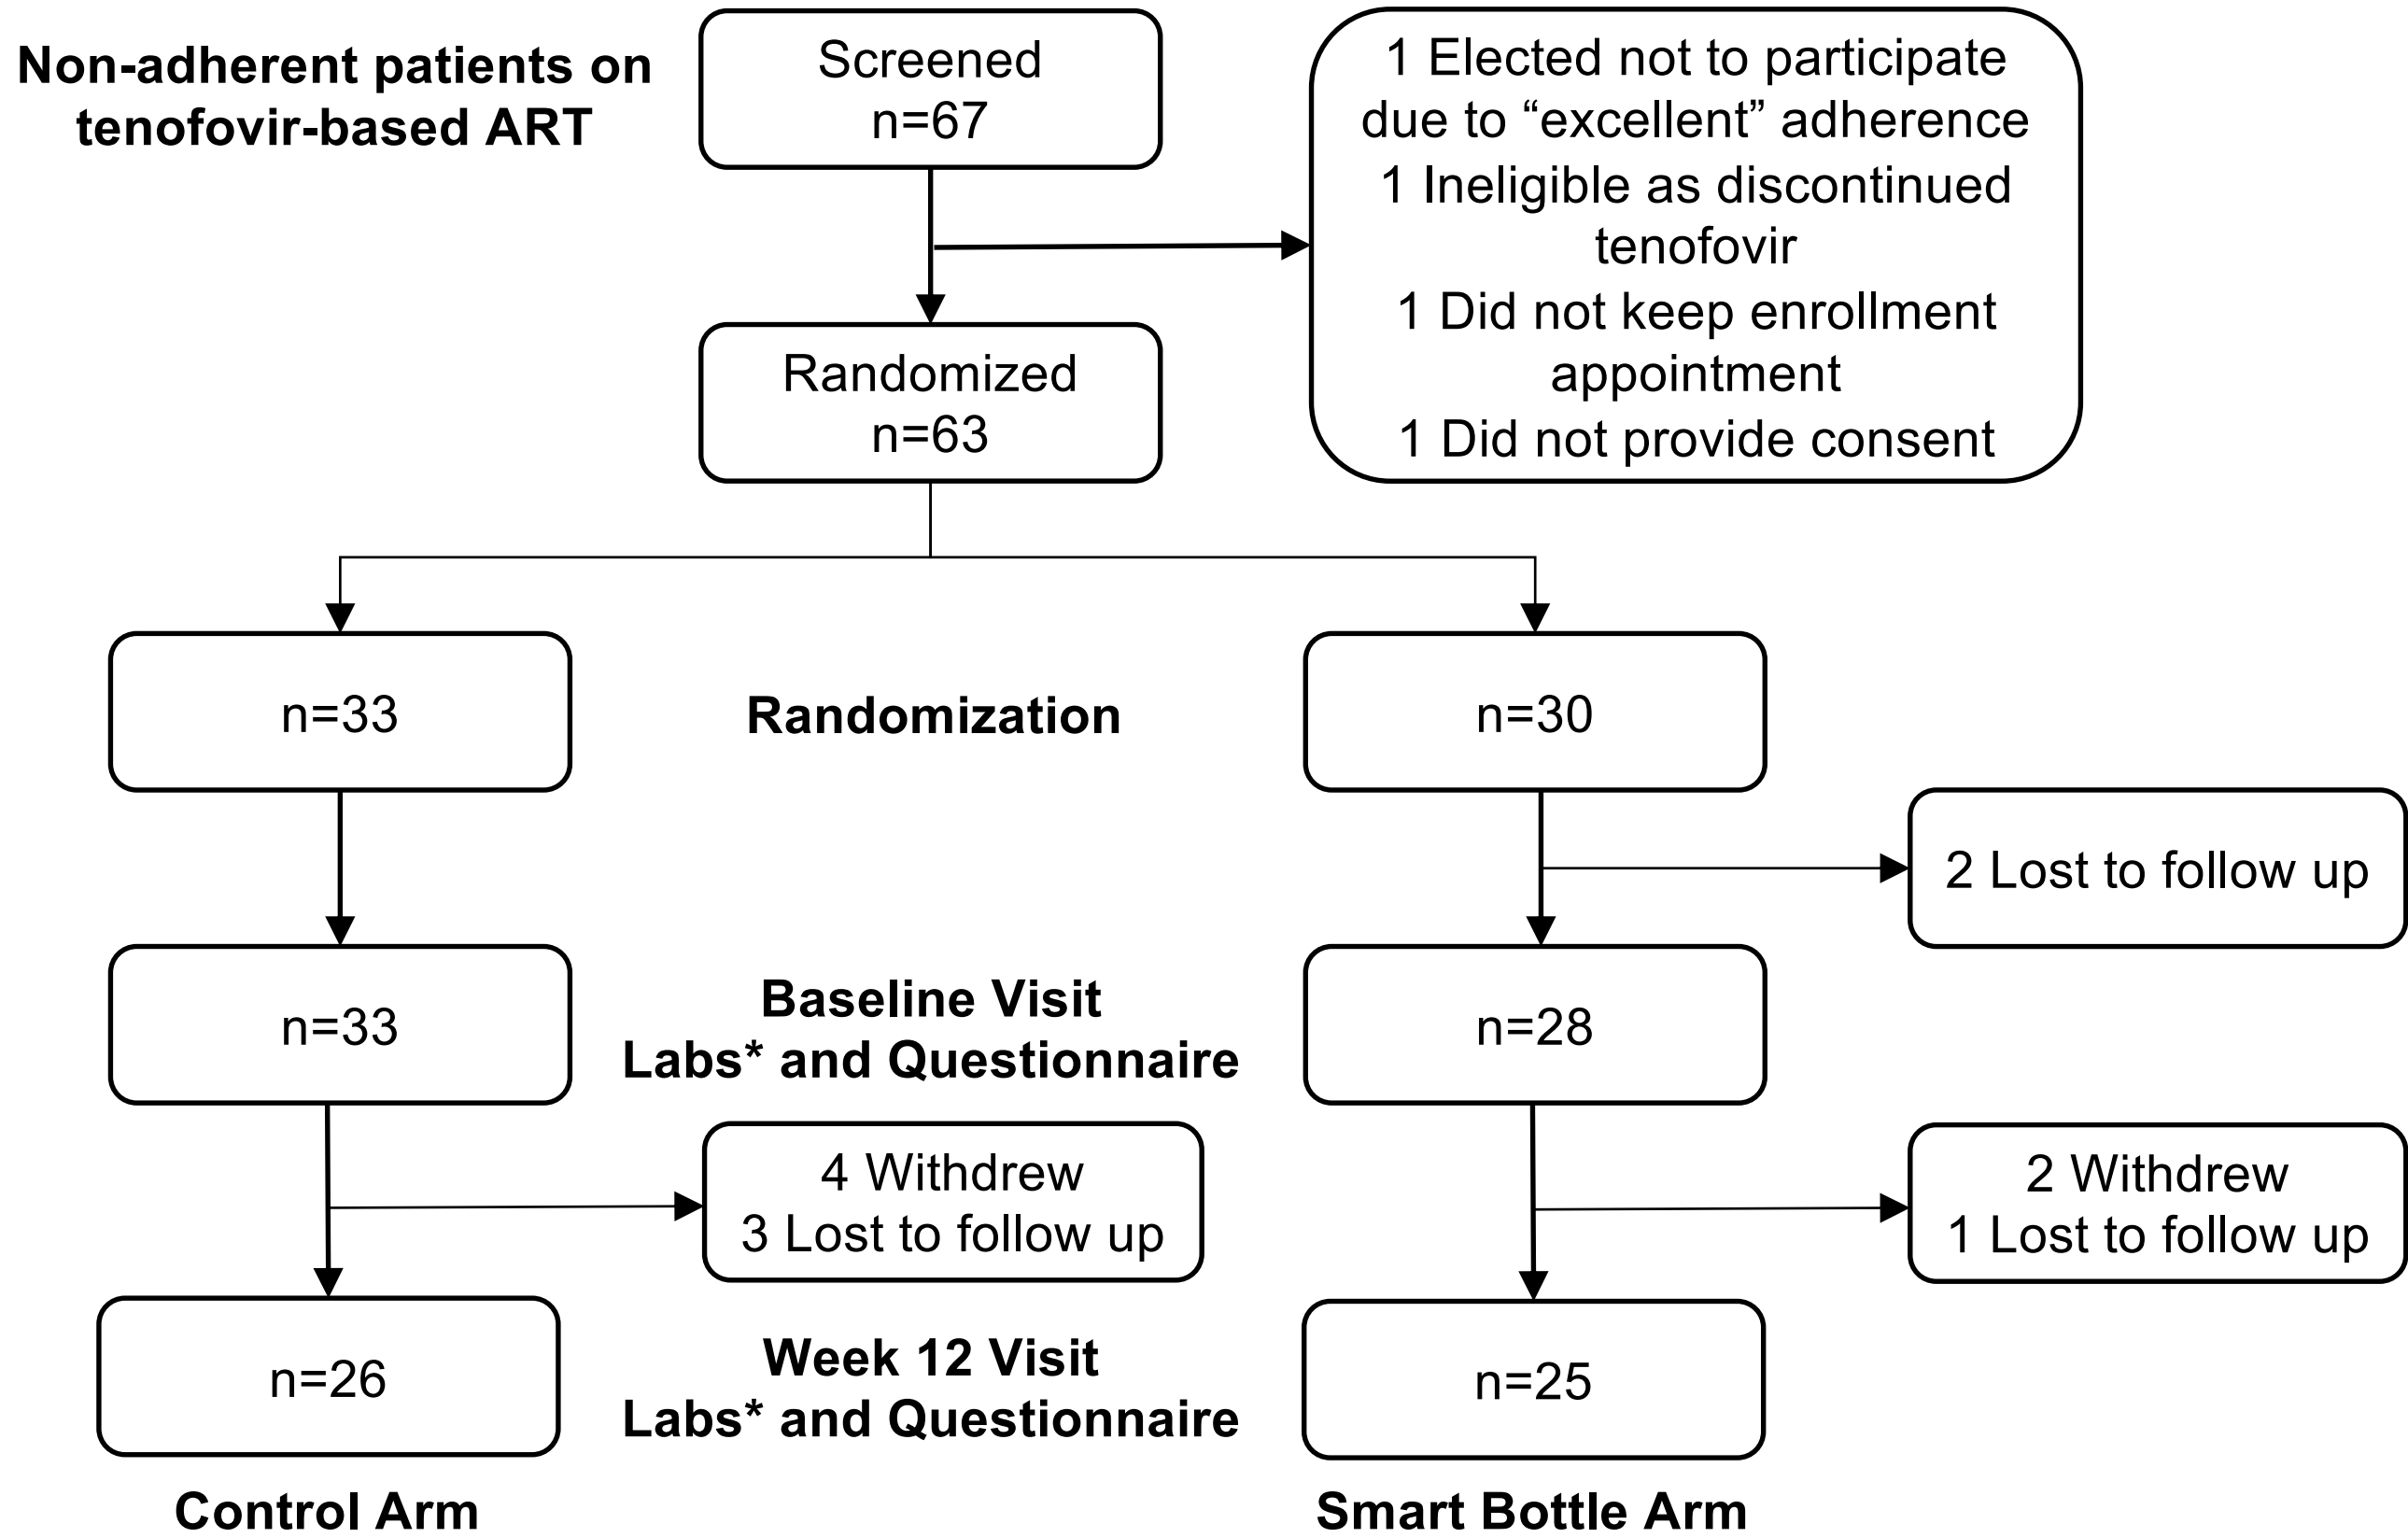 Non-adherent patients on
tenofovir-based ART
Screened
n=67
1 Elected not to participate
due to “excellent” adherence
1 Ineligible as discontinued
tenofovir
1 Did not keep enrollment
appointment
1 Did not provide consent
Randomized
n=63
n=33
Randomization
n=30
2 Lost to follow up
n=33
Baseline Visit
Labs* and Questionnaire
n=28
4 Withdrew
3 Lost to follow up
2 Withdrew
1 Lost to follow up
n=26
Week 12 Visit
Labs* and Questionnaire
n=25
Control Arm
Smart Bottle Arm